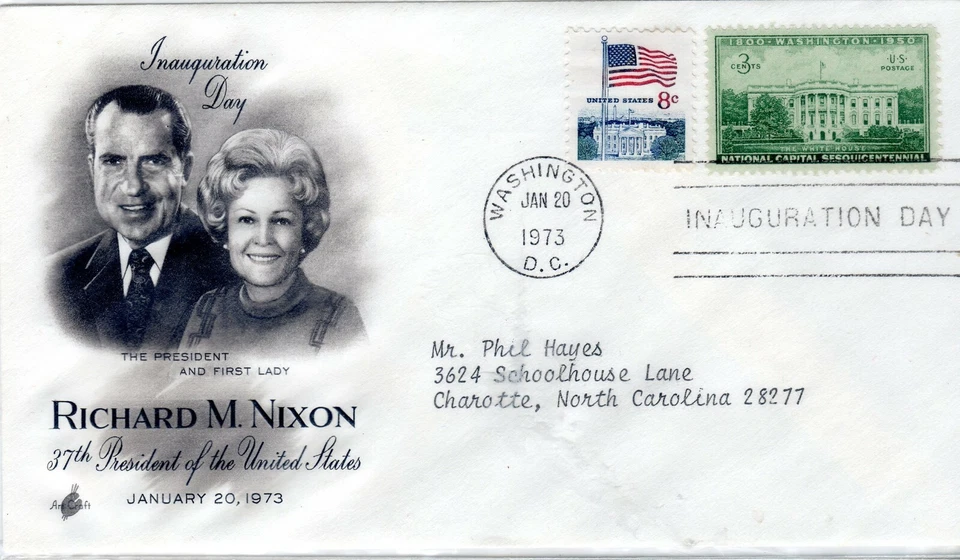 Inauguration
Day
THE PRESIDENT
AND FIRST LADY
RICHARD M. NIXON
37th President of the United States
JANUARY 20, 1973
Art Craft
UNITED STATES 8c
1800 - WASHINGTON - 1950
3 CENTS
U·S·
POSTAGE
THE WHITE HOUSE
NATIONAL CAPITAL SESQUICENTENNIAL
WASHINGTON
JAN 20
1973
D.C.
INAUGURATION DAY
Mr. Phil Hayes
3624 Schoolhouse Lane
Charotte, North Carolina 28277